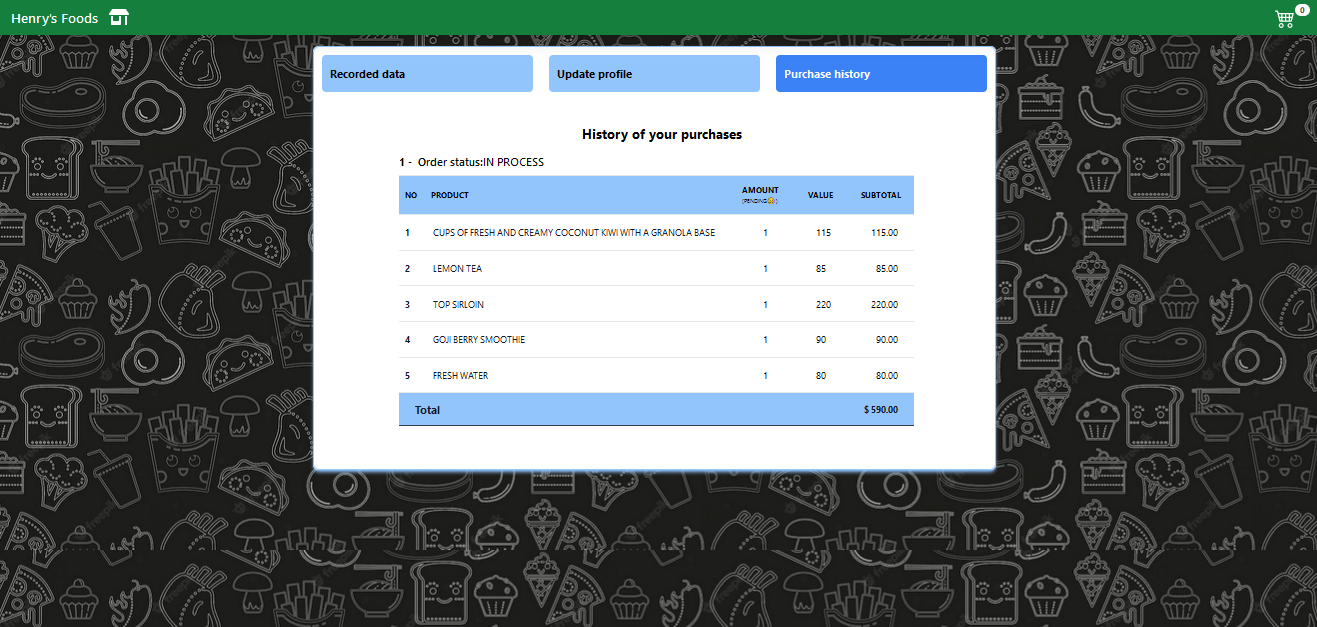 Henry's Foods
0
Recorded data Update profile Purchase history
History of your purchases
1 - Order status:IN PROCESS
NO PRODUCT AMOUNT VALUE SUBTOTAL
(PENDING😋)
1 CUPS OF FRESH AND CREAMY COCONUT KIWI WITH A GRANOLA BASE 1 115 115.00
2 LEMON TEA 1 85 85.00
3 TOP SIRLOIN 1 220 220.00
4 GOJI BERRY SMOOTHIE 1 90 90.00
5 FRESH WATER 1 80 80.00
Total $ 590.00